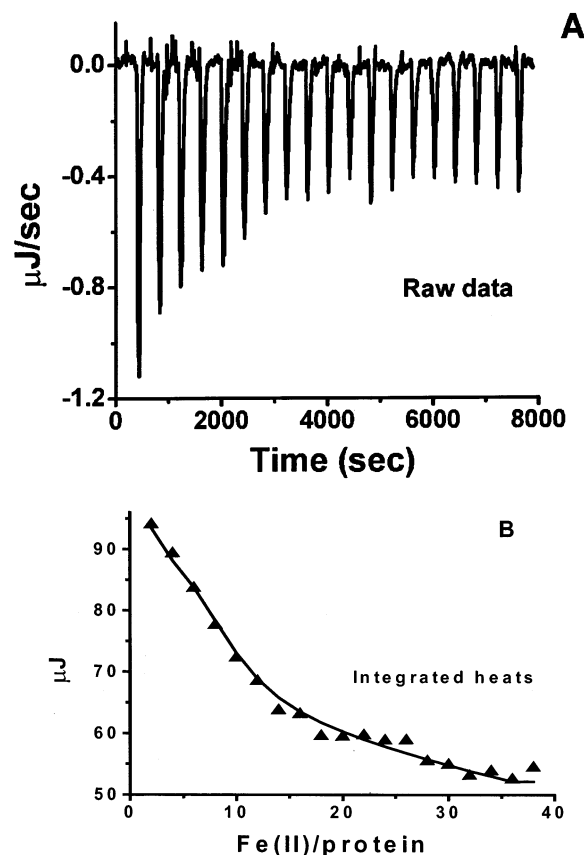 A
0.0
-0.4
-0.8
-1.2
μJ/sec
Raw data
0 2000 4000 6000 8000
Time (sec)
B
90
80
70
60
50
μJ
Integrated heats
0 10 20 30 40
Fe(II)/protein